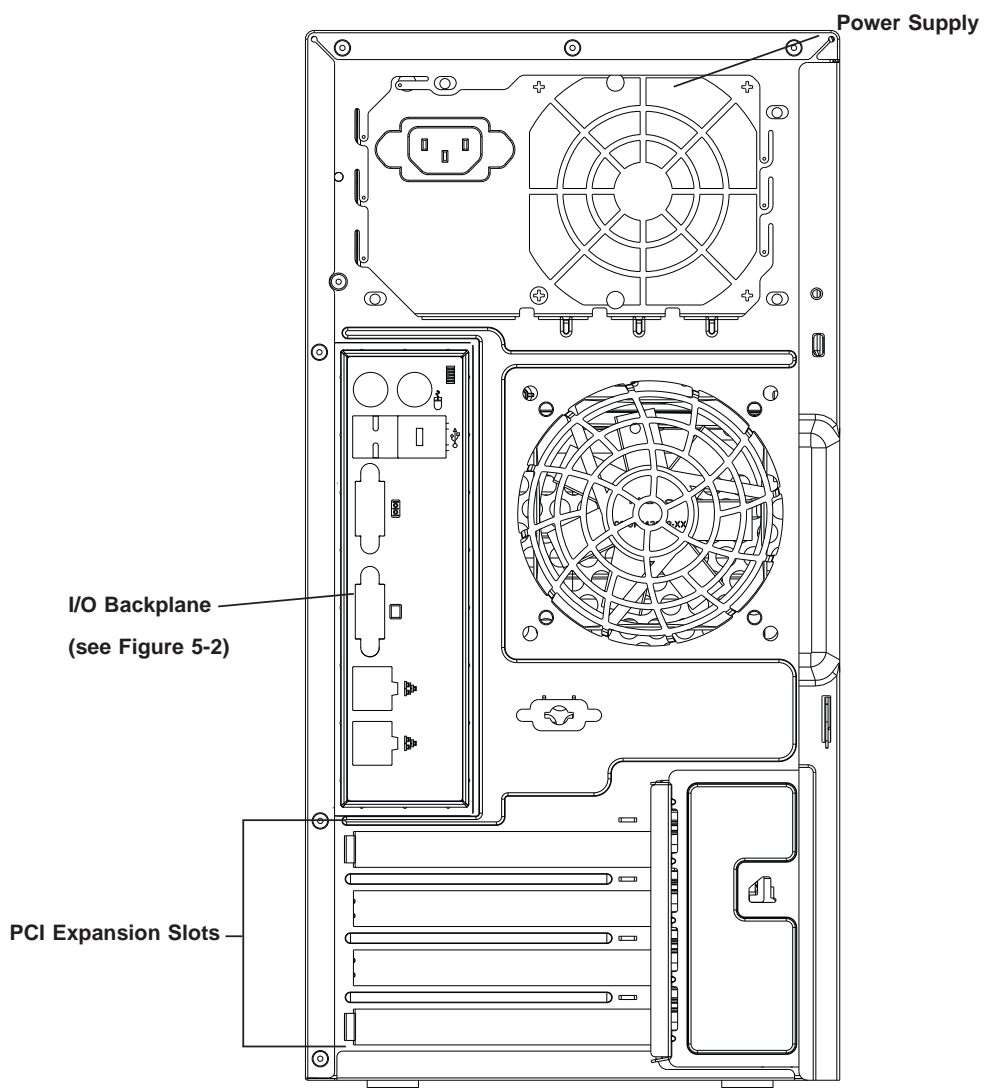 Power Supply
I/O Backplane
(see Figure 5-2)
PCI Expansion Slots